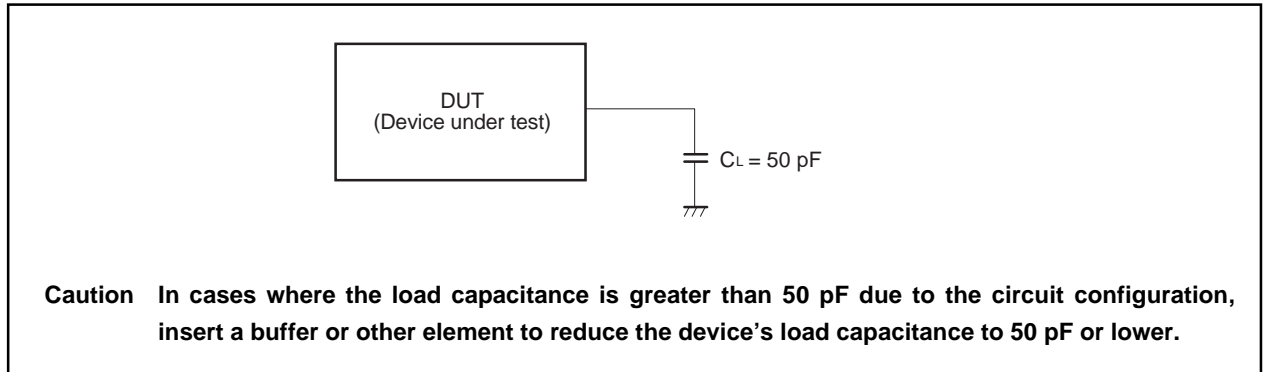 DUT
(Device under test)
CL = 50 pF
Caution In cases where the load capacitance is greater than 50 pF due to the circuit configuration,
insert a buffer or other element to reduce the device's load capacitance to 50 pF or lower.